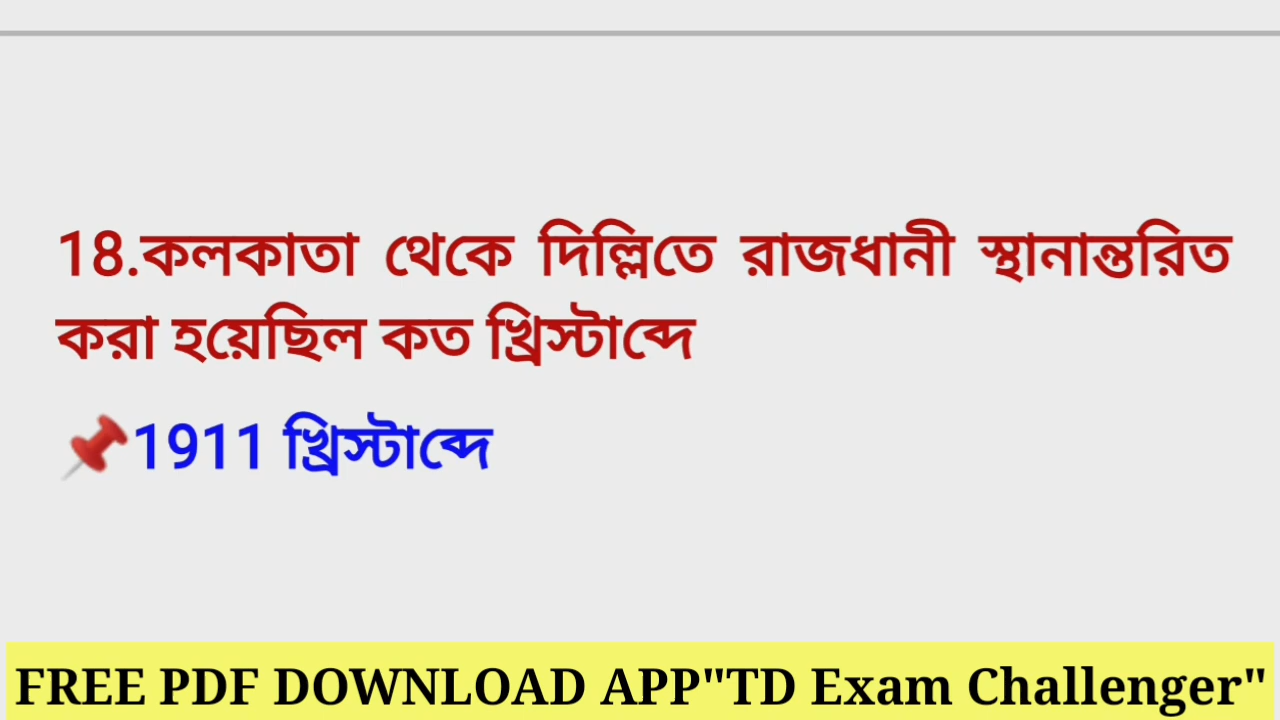 18.কলকাতা থেকে দিল্লিতে রাজধানী স্থানান্তরিত
করা হয়েছিল কত খ্রিস্টাব্দে
📌1911 খ্রিস্টাব্দে
FREE PDF DOWNLOAD APP"TD Exam Challenger"